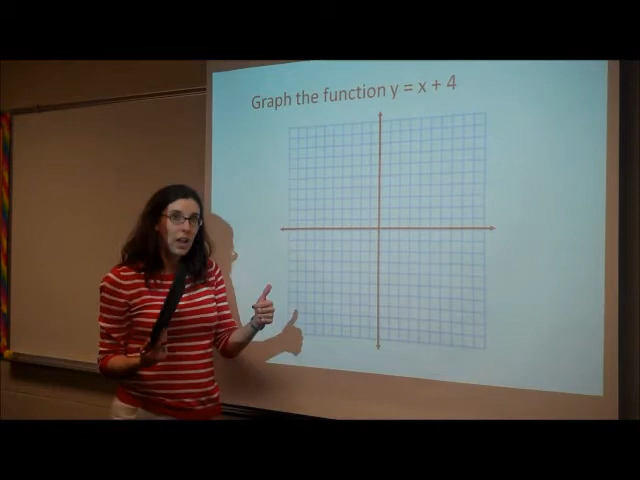 Graph the function y = x + 4